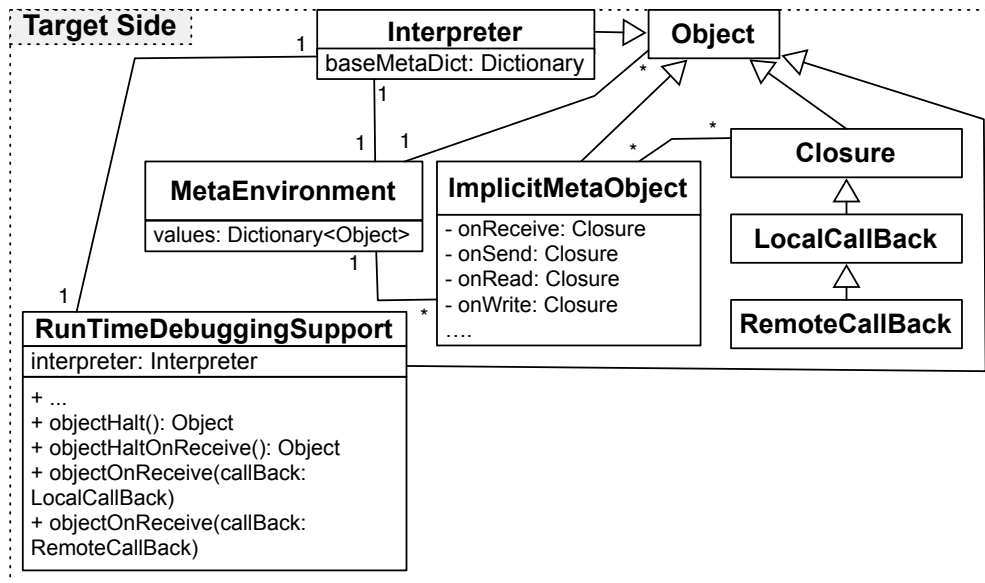 Target Side
Interpreter
baseMetaDict: Dictionary
Object
1
1
*
1
1
*
*
MetaEnvironment
values: Dictionary<Object>
ImplicitMetaObject
- onReceive: Closure
- onSend: Closure
- onRead: Closure
- onWrite: Closure
....
Closure
LocalCallBack
RemoteCallBack
1
*
1
RunTimeDebuggingSupport
interpreter: Interpreter
+ ...
+ objectHalt(): Object
+ objectHaltOnReceive(): Object
+ objectOnReceive(callBack:
LocalCallBack)
+ objectOnReceive(callBack:
RemoteCallBack)